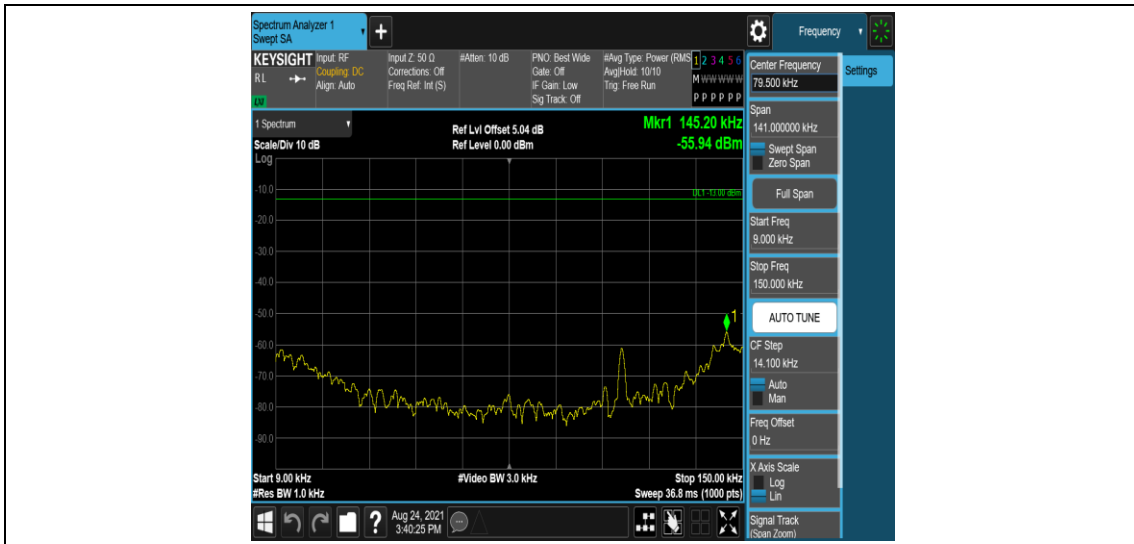 Spectrum Analyzer 1
Swept SA
+
Frequency
KEYSIGHT
RL
LXI
Input: RF
Coupling: DC
Align: Auto
Input Z: 50 Ω
Corrections: Off
Freq Ref: Int (S)
#Atten: 10 dB
PNO: Best Wide
Gate: Off
IF Gain: Low
Sig Track: Off
#Avg Type: Power (RMS
Avg|Hold: 10/10
Trig: Free Run
1 2 3 4 5 6
M W W W W W
P P P P P P
1 Spectrum
Scale/Div 10 dB
Log
Ref Lvl Offset 5.04 dB
Ref Level 0.00 dBm
Mkr1 145.20 kHz
-55.94 dBm
DL1 -13.00 dBm
-10.0
-20.0
-30.0
-40.0
-50.0
-60.0
-70.0
-80.0
-90.0
1
Start 9.00 kHz
#Res BW 1.0 kHz
#Video BW 3.0 kHz
Stop 150.00 kHz
Sweep 36.8 ms (1000 pts)
Center Frequency
79.500 kHz
Settings
Span
141.000000 kHz
Swept Span
Zero Span
Full Span
Start Freq
9.000 kHz
Stop Freq
150.000 kHz
AUTO TUNE
CF Step
14.100 kHz
Auto
Man
Freq Offset
0 Hz
X Axis Scale
Log
Lin
Signal Track
(Span Zoom)
?
Aug 24, 2021
3:40:25 PM